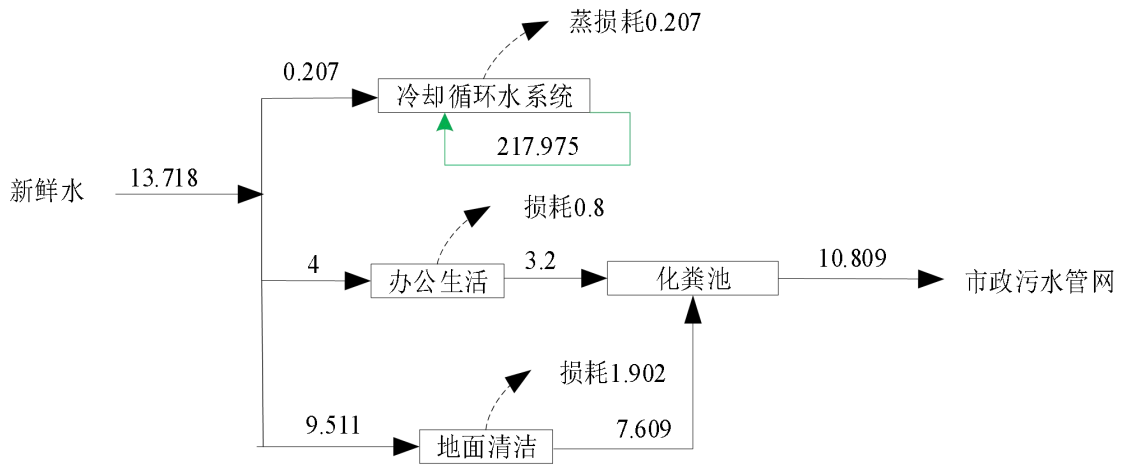 蒸损耗0.207
0.207
冷却循环水系统
217.975
新鲜水
13.718
损耗0.8
4
办公生活
3.2
化粪池
10.809
市政污水管网
损耗1.902
9.511
地面清洁
7.609